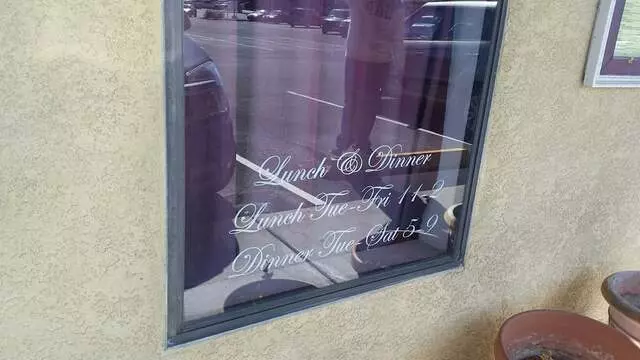 Lunch & Dinner
Lunch Tue-Fri 11-2
Dinner Tue-Sat 5-9